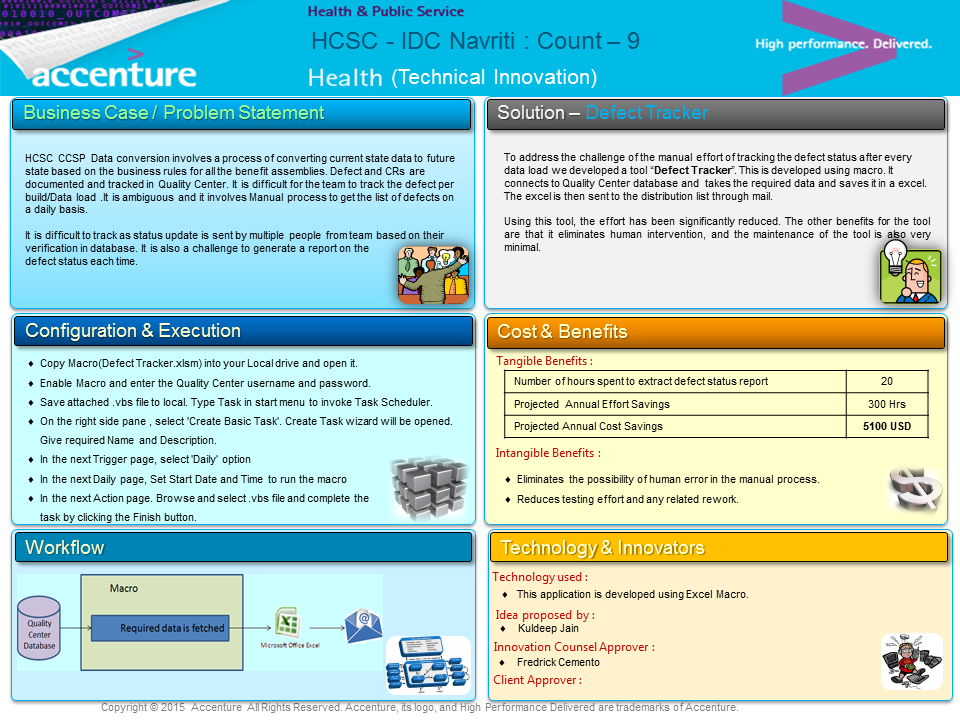 010010_OUTCOME
Health & Public Service
HCSC - IDC Navriti : Count – 9
Health (Technical Innovation)
accenture
High performance. Delivered.
Business Case / Problem Statement
HCSC CCSP Data conversion involves a process of converting current state data to future
state based on the business rules for all the benefit assemblies. Defect and CRs are
documented and tracked in Quality Center. It is difficult for the team to track the defect per
build/Data load .It is ambiguous and it involves Manual process to get the list of defects on
a daily basis.
It is difficult to track as status update is sent by multiple people from team based on their
verification in database. It is also a challenge to generate a report on the
defect status each time.
Solution – Defect Tracker
To address the challenge of the manual effort of tracking the defect status after every
data load we developed a tool “Defect Tracker”. This is developed using macro. It
connects to Quality Center database and takes the required data and saves it in a excel.
The excel is then sent to the distribution list through mail.
Using this tool, the effort has been significantly reduced. The other benefits for the tool
are that it eliminates human intervention, and the maintenance of the tool is also very
minimal.
Configuration & Execution
♦ Copy Macro(Defect Tracker.xlsm) into your Local drive and open it.
♦ Enable Macro and enter the Quality Center username and password.
♦ Save attached .vbs file to local. Type Task in start menu to invoke Task Scheduler.
♦ On the right side pane , select 'Create Basic Task'. Create Task wizard will be opened.
Give required Name and Description.
♦ In the next Trigger page, select 'Daily' option
♦ In the next Daily page, Set Start Date and Time to run the macro
♦ In the next Action page. Browse and select .vbs file and complete the
task by clicking the Finish button.
Cost & Benefits
Tangible Benefits :
Number of hours spent to extract defect status report 20
Projected Annual Effort Savings 300 Hrs
Projected Annual Cost Savings 5100 USD
Intangible Benefits :
♦ Eliminates the possibility of human error in the manual process.
♦ Reduces testing effort and any related rework.
Workflow
Macro
Quality
Center
Database
Required data is fetched
Microsoft Office Excel
Technology & Innovators
Technology used :
♦ This application is developed using Excel Macro.
Idea proposed by :
♦ Kuldeep Jain
Innovation Counsel Approver :
♦ Fredrick Cemento
Client Approver :
Copyright © 2015 Accenture All Rights Reserved. Accenture, its logo, and High Performance Delivered are trademarks of Accenture.